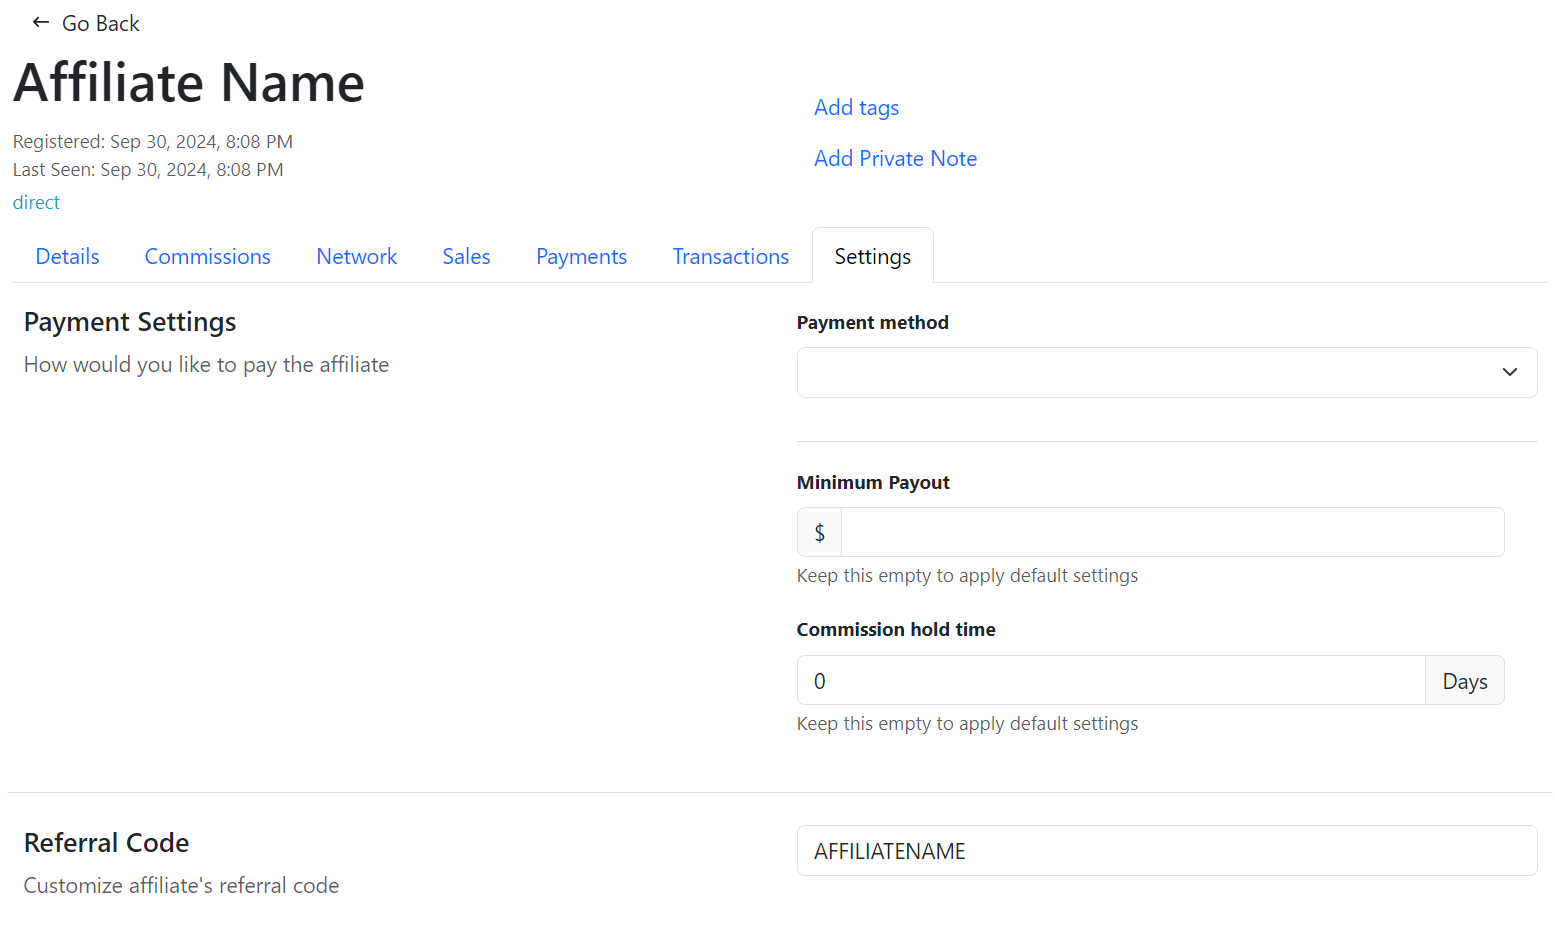 ← Go Back
Affiliate Name
Registered: Sep 30, 2024, 8:08 PM
Last Seen: Sep 30, 2024, 8:08 PM
direct
Add tags
Add Private Note
Details Commissions Network Sales Payments Transactions Settings
Payment Settings
How would you like to pay the affiliate
Payment method
Minimum Payout
$
Keep this empty to apply default settings
Commission hold time
0 Days
Keep this empty to apply default settings
Referral Code
Customize affiliate's referral code
AFFILIATENAME